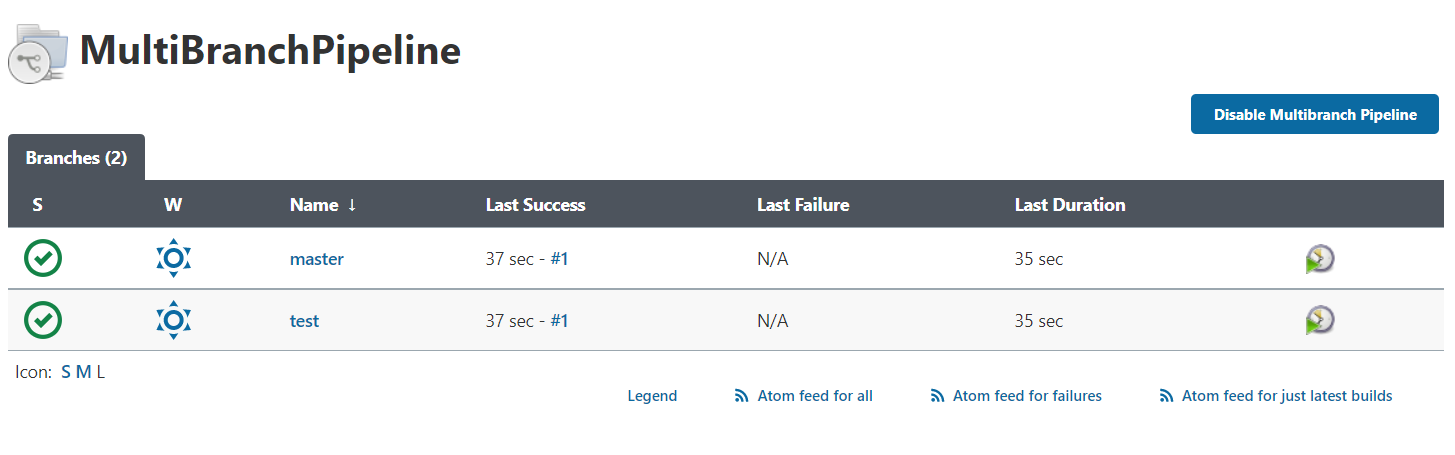 MultiBranchPipeline
Disable Multibranch Pipeline
Branches (2)
S W Name ↓ Last Success Last Failure Last Duration
master 37 sec - #1 N/A 35 sec
test 37 sec - #1 N/A 35 sec
Icon: S M L
Legend Atom feed for all Atom feed for failures Atom feed for just latest builds